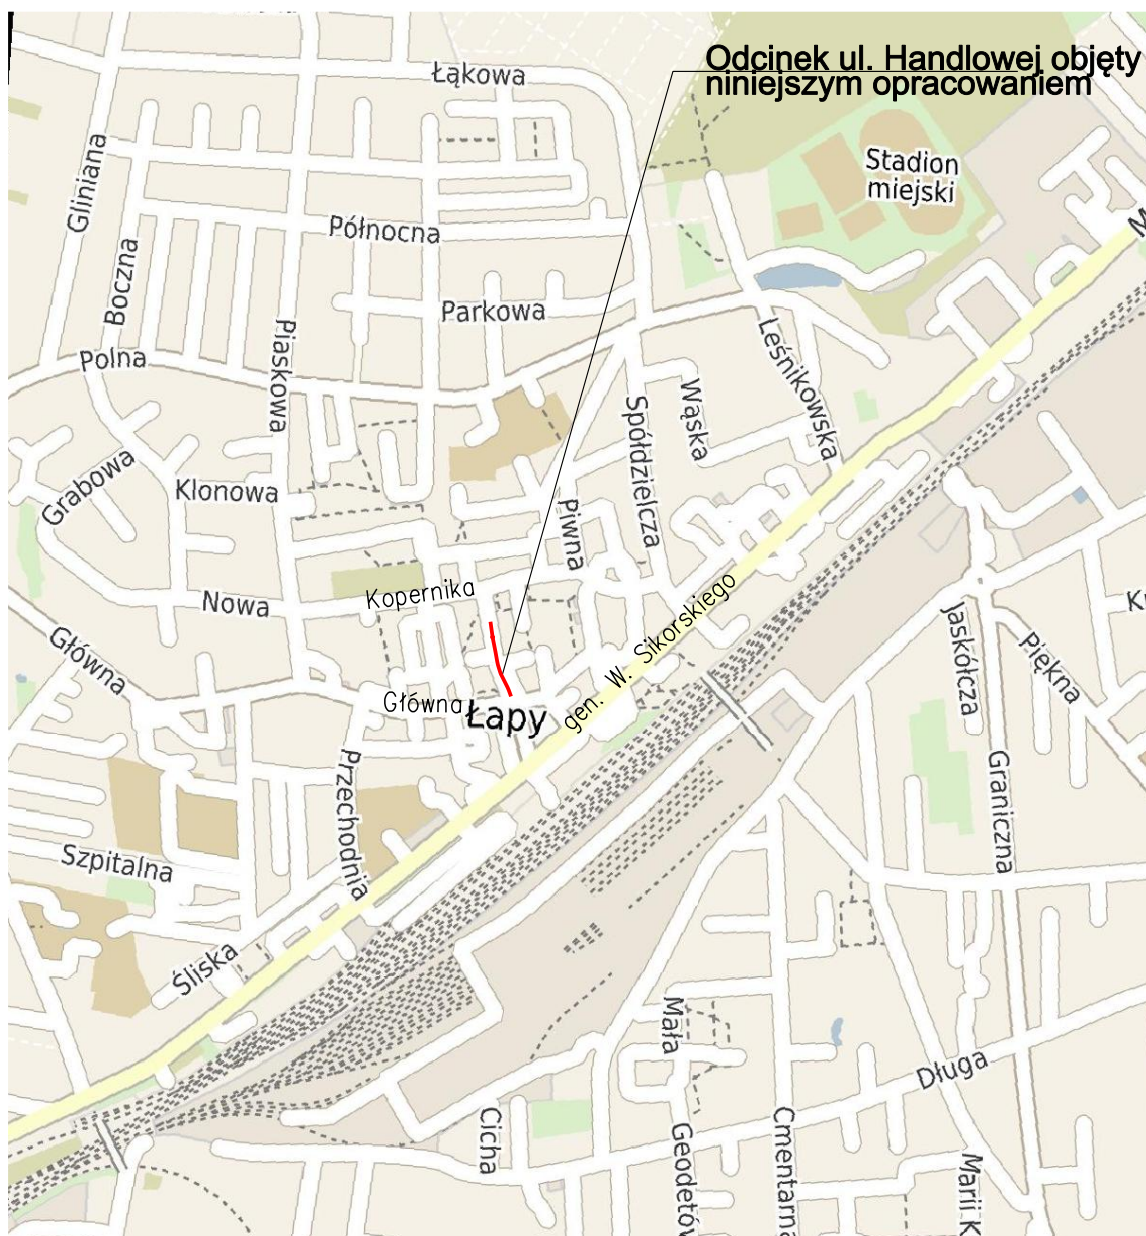 Odcinek ul. Handlowej objęty
niniejszym opracowaniem
Łąkowa
Stadion
miejski
Gliniana
Północna
Boczna
Parkowa
Polna
Piaskowa
Leśnikowska
Wąska
Spółdzielcza
Grabowa
Klonowa
Piwna
Kopernika
Nowa
gen. W. Sikorskiego
Jaskółcza
Piękna
Główna
Główna
Łapy
Przechodnia
Graniczna
Szpitalna
Śliska
Mała
Długa
Cicha
Geodetów
Cmentarna
Marii K